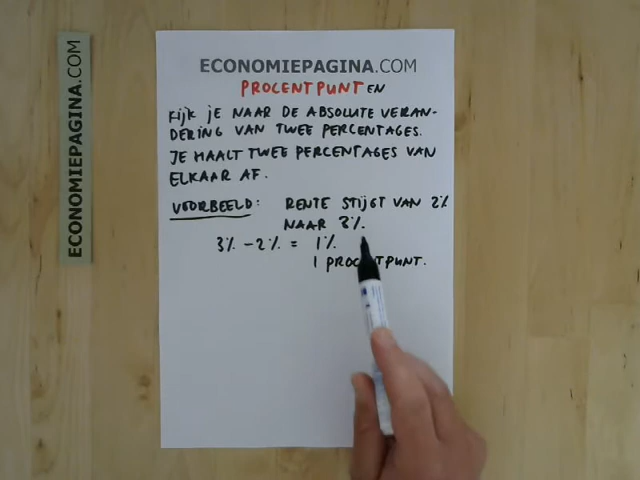 ECONOMIEPAGINA.COM
ECONOMIEPAGINA.COM
PROCENTPUNTEN
KIJK JE NAAR DE ABSOLUTE VERAN-
DERING VAN TWEE PERCENTAGES.
JE HAALT TWEE PERCENTAGES VAN
ELKAAR AF.
VOORBEELD: RENTE STIJGT VAN 2%
NAAR 3%.
3% - 2% = 1%.
1 PROCENTPUNT.